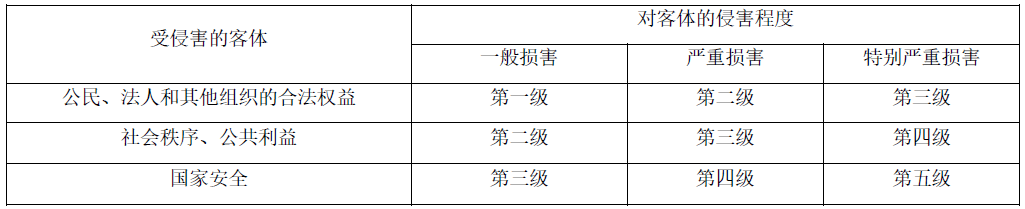 受侵害的客体
对客体的侵害程度
一般损害 严重损害 特别严重损害
公民、法人和其他组织的合法权益 第一级 第二级 第三级
社会秩序、公共利益 第二级 第三级 第四级
国家安全 第三级 第四级 第五级